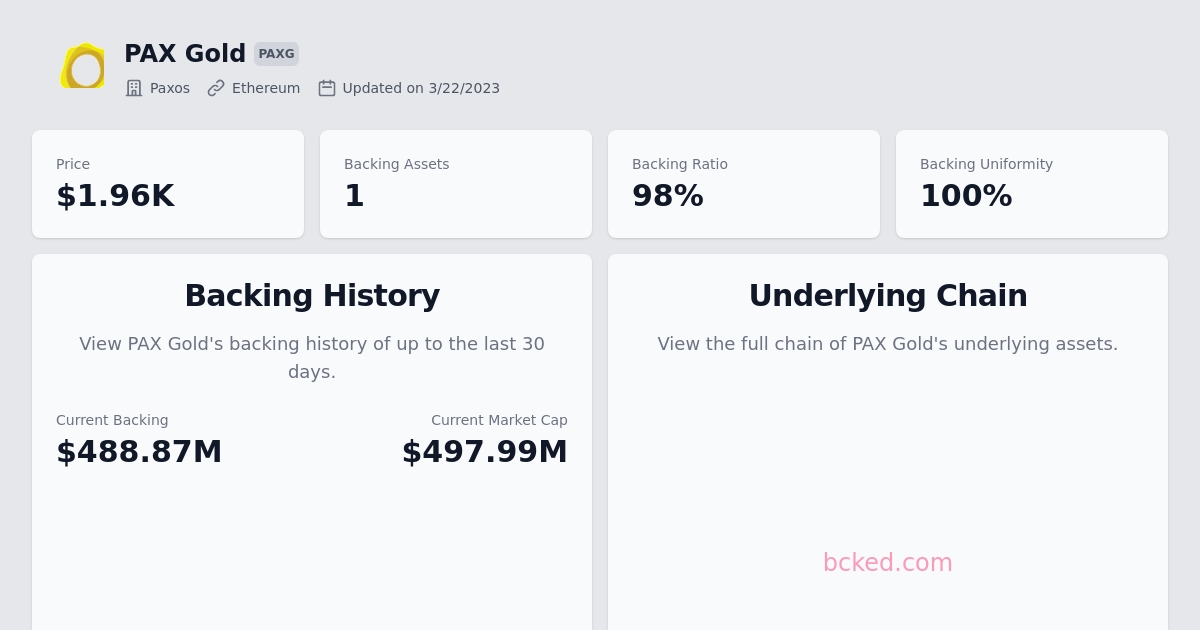 PAX Gold PAXG
Paxos Ethereum Updated on 3/22/2023
Price
$1.96K
Backing Assets
1
Backing Ratio
98%
Backing Uniformity
100%
Backing History
View PAX Gold's backing history of up to the last 30
days.
Current Backing
$488.87M
Current Market Cap
$497.99M
Underlying Chain
View the full chain of PAX Gold's underlying assets.
bcked.com